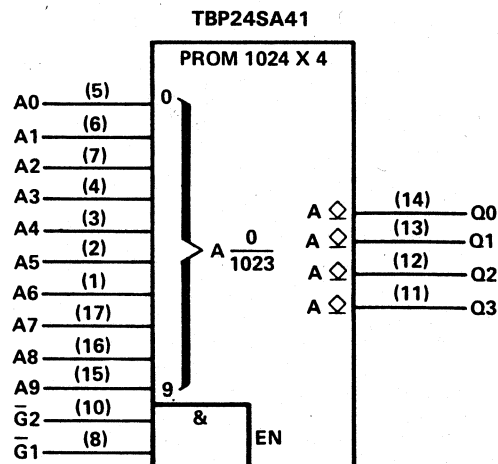 TBP24SA41
PROM 1024 X 4
A0 (5) 0
A1 (6)
A2 (7)
A3 (4)
A4 (3)
A5 (2)
A6 (1)
A7 (17)
A8 (16)
A9 (15) 9
G̅2 (10) &
G̅1 (8) EN
A 0
1023
A (14) Q0
A (13) Q1
A (12) Q2
A (11) Q3